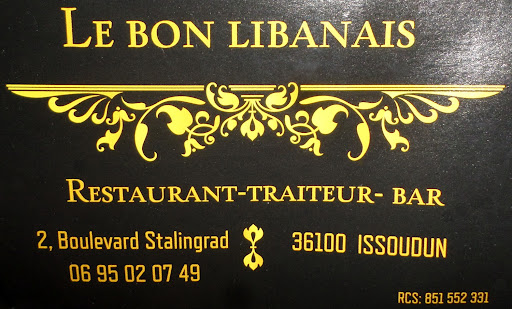 LE BON LIBANAIS
RESTAURANT-TRAITEUR- BAR
2, Boulevard Stalingrad 36100 ISSOUDUN
06 95 02 07 49
RCS: 851 552 331